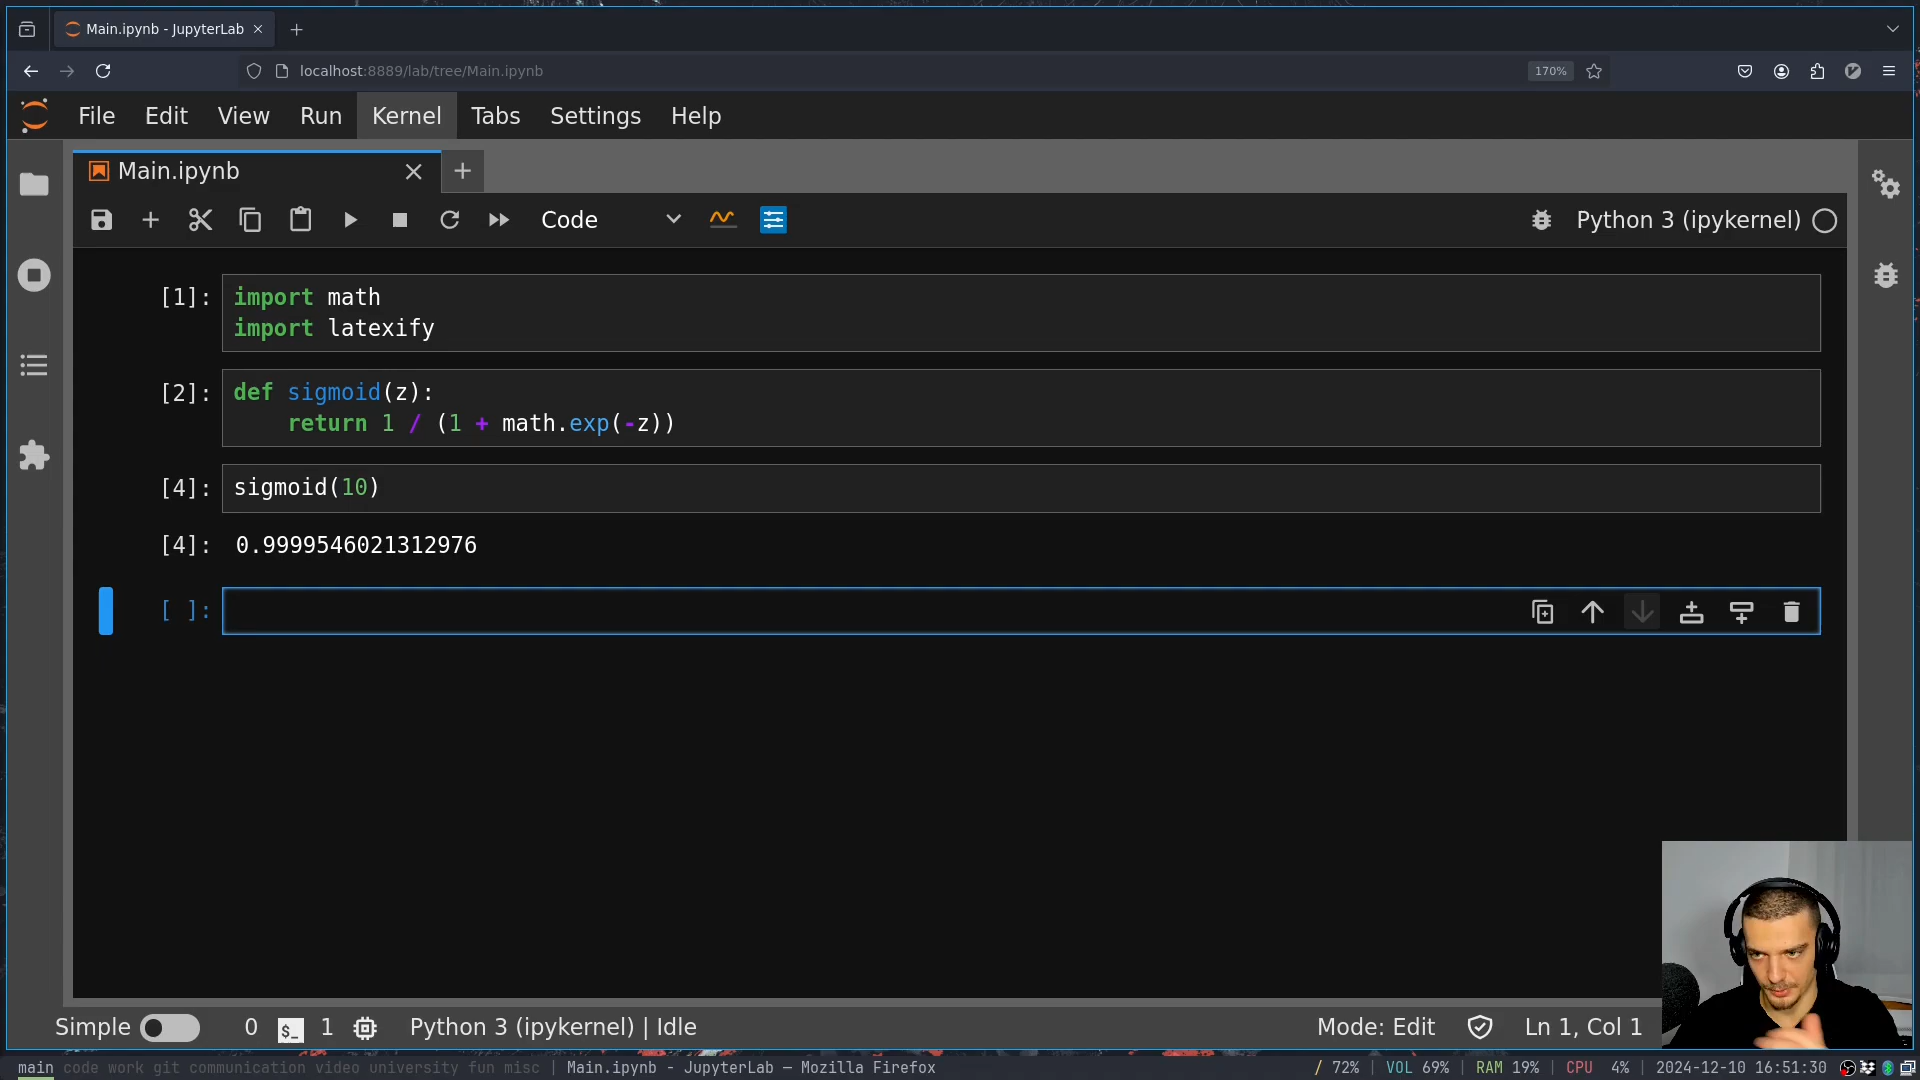 Main.ipynb - JupyterLab
localhost:8889/lab/tree/Main.ipynb
170%
File Edit View Run Kernel Tabs Settings Help
Main.ipynb
Code
Python 3 (ipykernel)
[1]: import math
import latexify
[2]: def sigmoid(z):
return 1 / (1 + math.exp(-z))
[4]: sigmoid(10)
[4]: 0.9999546021312976
[ ]:
Simple 0 $_ 1 Python 3 (ipykernel) | Idle Mode: Edit Ln 1, Col 1
main code work git communication video university fun misc | Main.ipynb - JupyterLab — Mozilla Firefox / 72% | VOL 69% | RAM 19% | CPU 4% | 2024-12-10 16:51:30